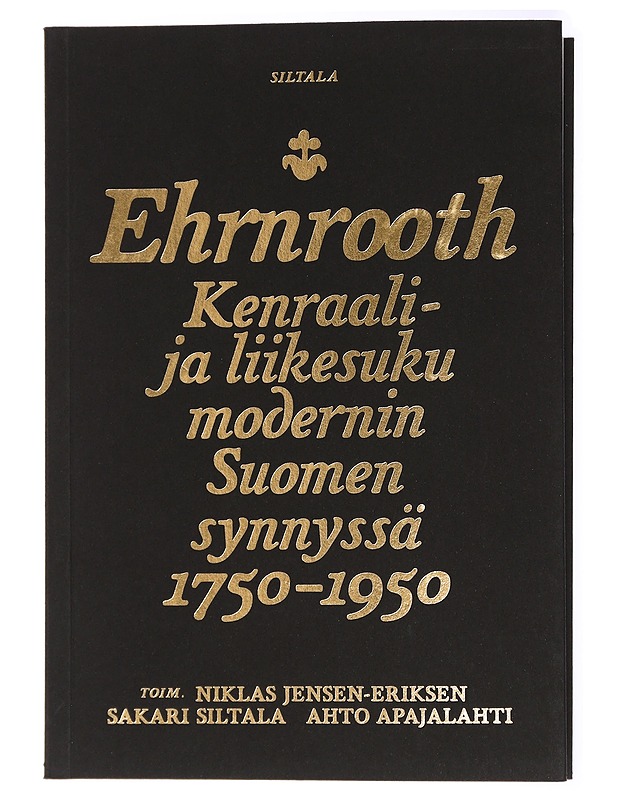 SILTALA
Ehrnrooth
Kenraali-
ja liikesuku
modernin
Suomen
synnyssä
1750–1950
TOIM. NIKLAS JENSEN-ERIKSEN
SAKARI SILTALA AHTO APAJALAHTI